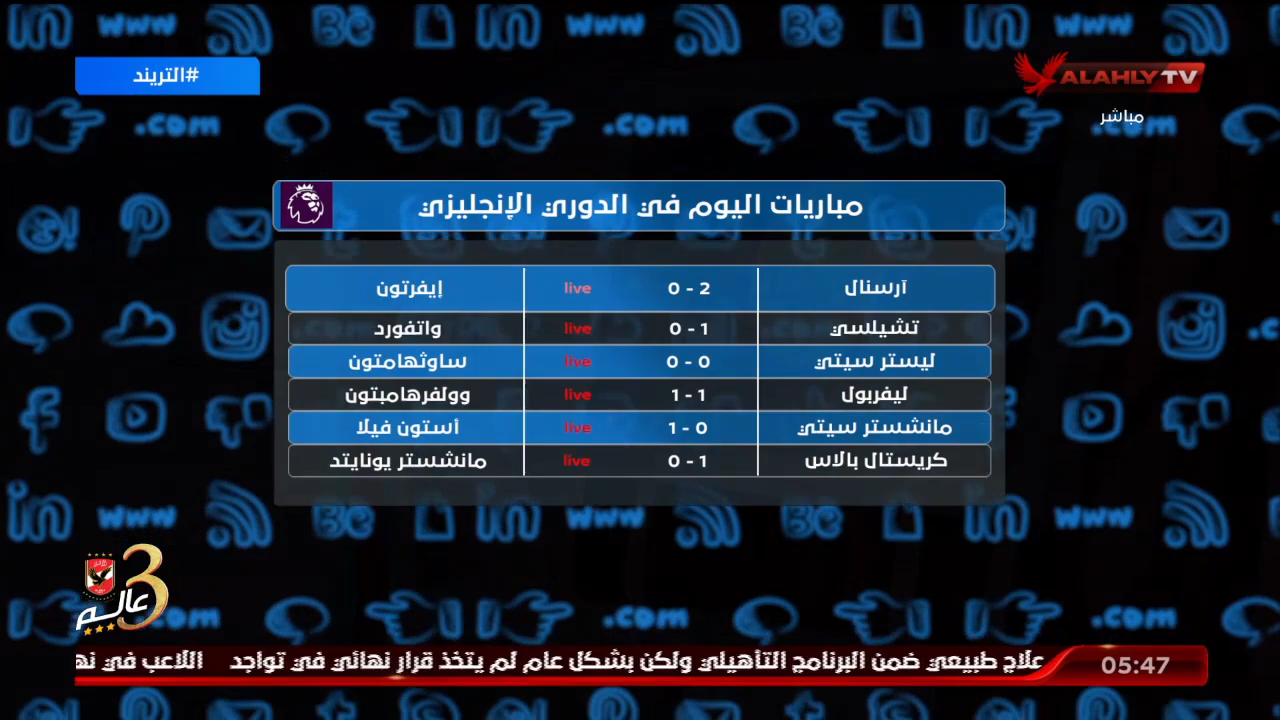 #التريند
ALAHLY TV
مباشر
مباريات اليوم في الدوري الإنجليزي
آرسنال 2 - 0 live إيفرتون
تشيلسي 1 - 0 live واتفورد
ليستر سيتي 0 - 0 live ساوثهامتون
ليفربول 1 - 1 live وولفرهامبتون
مانشستر سيتي 0 - 1 live أستون فيلا
كريستال بالاس 1 - 0 live مانشستر يونايتد
3 عالم
علاج طبيعي ضمن البرنامج التأهيلي ولكن بشكل عام لم يتخذ قرار نهائي في تواجد اللاعب في
05:47